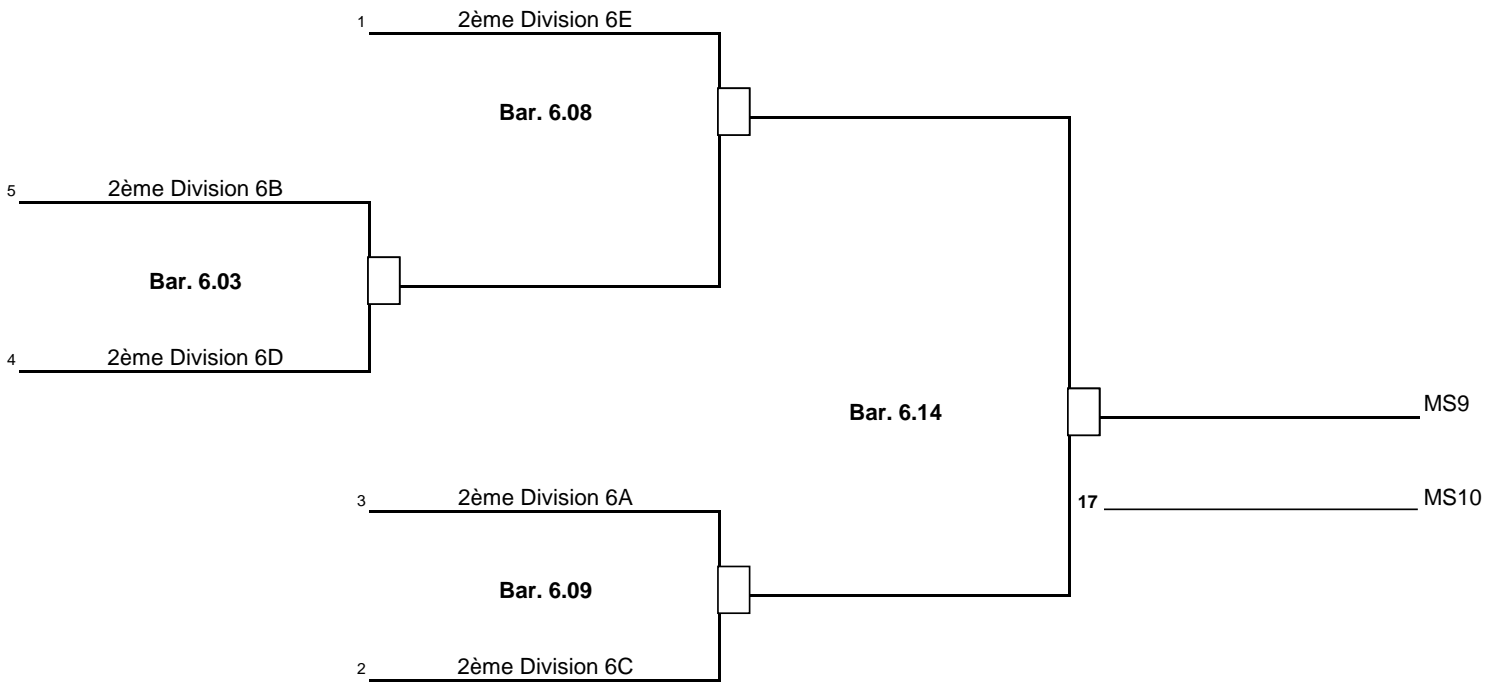 1 2ème Division 6E
Bar. 6.08
5 2ème Division 6B
Bar. 6.03
4 2ème Division 6D
Bar. 6.14
MS9
3 2ème Division 6A
17 MS10
Bar. 6.09
2 2ème Division 6C